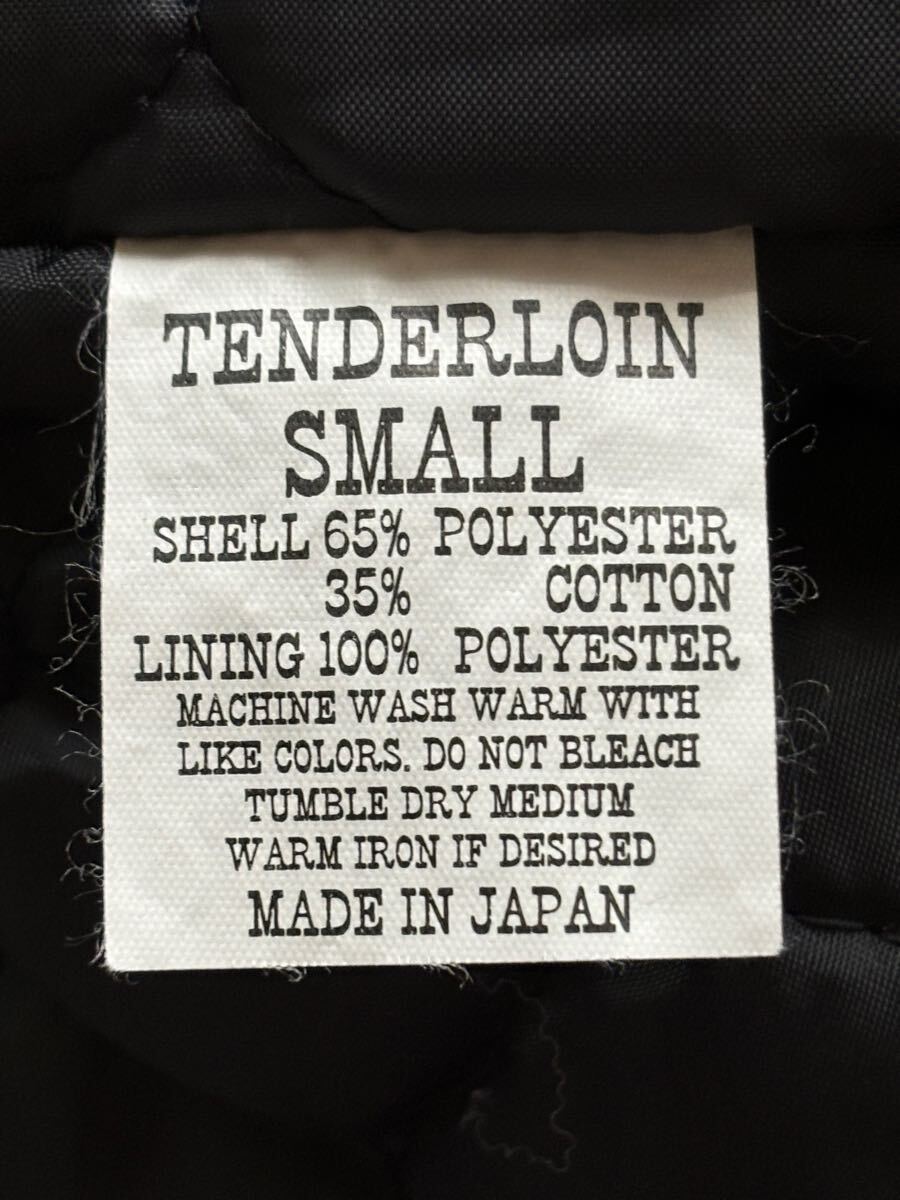 TENDERLOIN
SMALL
SHELL 65% POLYESTER
35% COTTON
LINING 100% POLYESTER
MACHINE WASH WARM WITH
LIKE COLORS. DO NOT BLEACH
TUMBLE DRY MEDIUM
WARM IRON IF DESIRED
MADE IN JAPAN